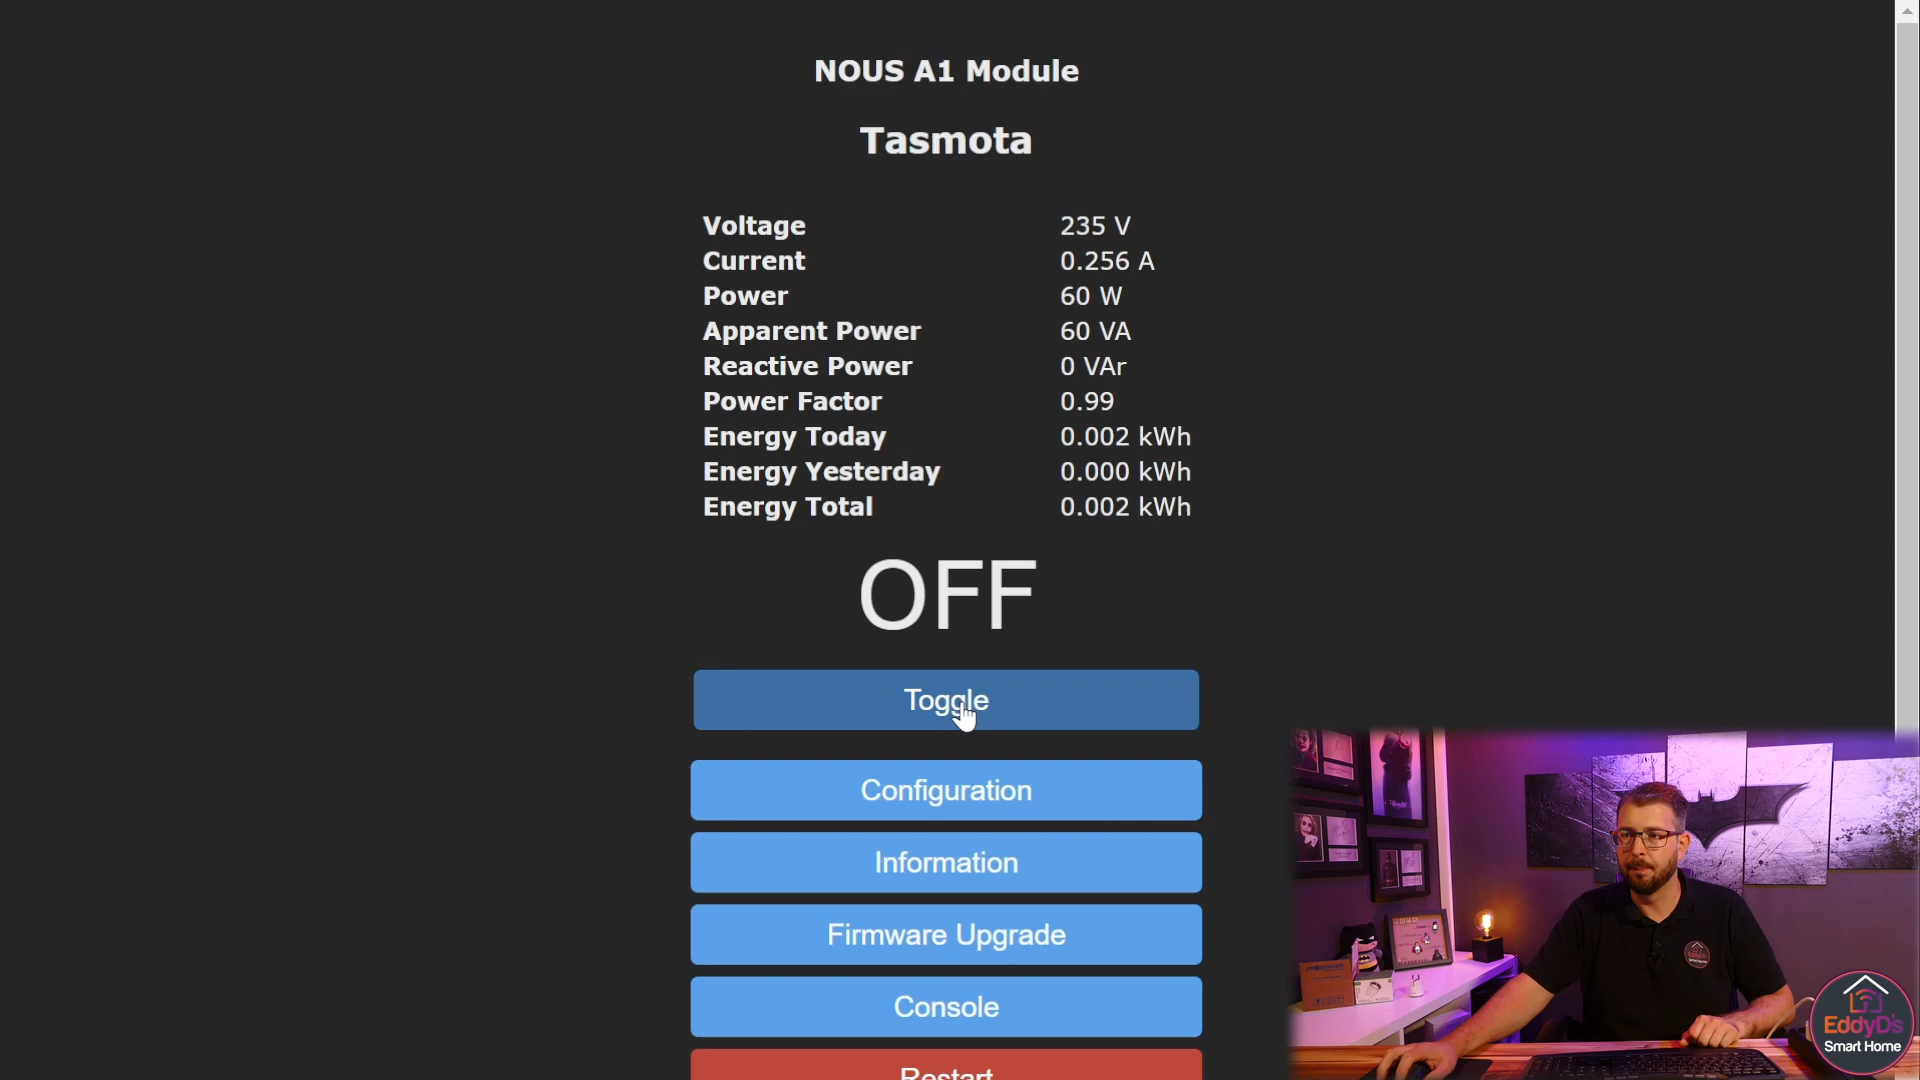 NOUS A1 Module
Tasmota
Voltage 235 V
Current 0.256 A
Power 60 W
Apparent Power 60 VA
Reactive Power 0 VAr
Power Factor 0.99
Energy Today 0.002 kWh
Energy Yesterday 0.000 kWh
Energy Total 0.002 kWh
OFF
Toggle
Configuration
Information
Firmware Upgrade
Console
Restart
EddyD's
Smart Home